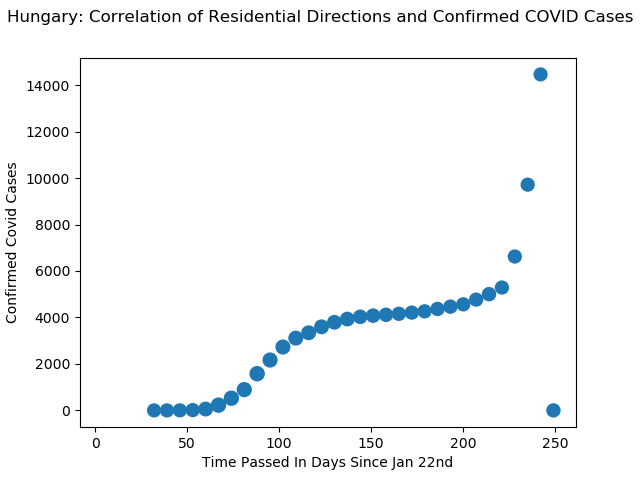 Hungary: Correlation of Residential Directions and Confirmed COVID Cases
14000
12000
10000
8000
6000
4000
2000
0
Confirmed Covid Cases
0 50 100 150 200 250
Time Passed In Days Since Jan 22nd